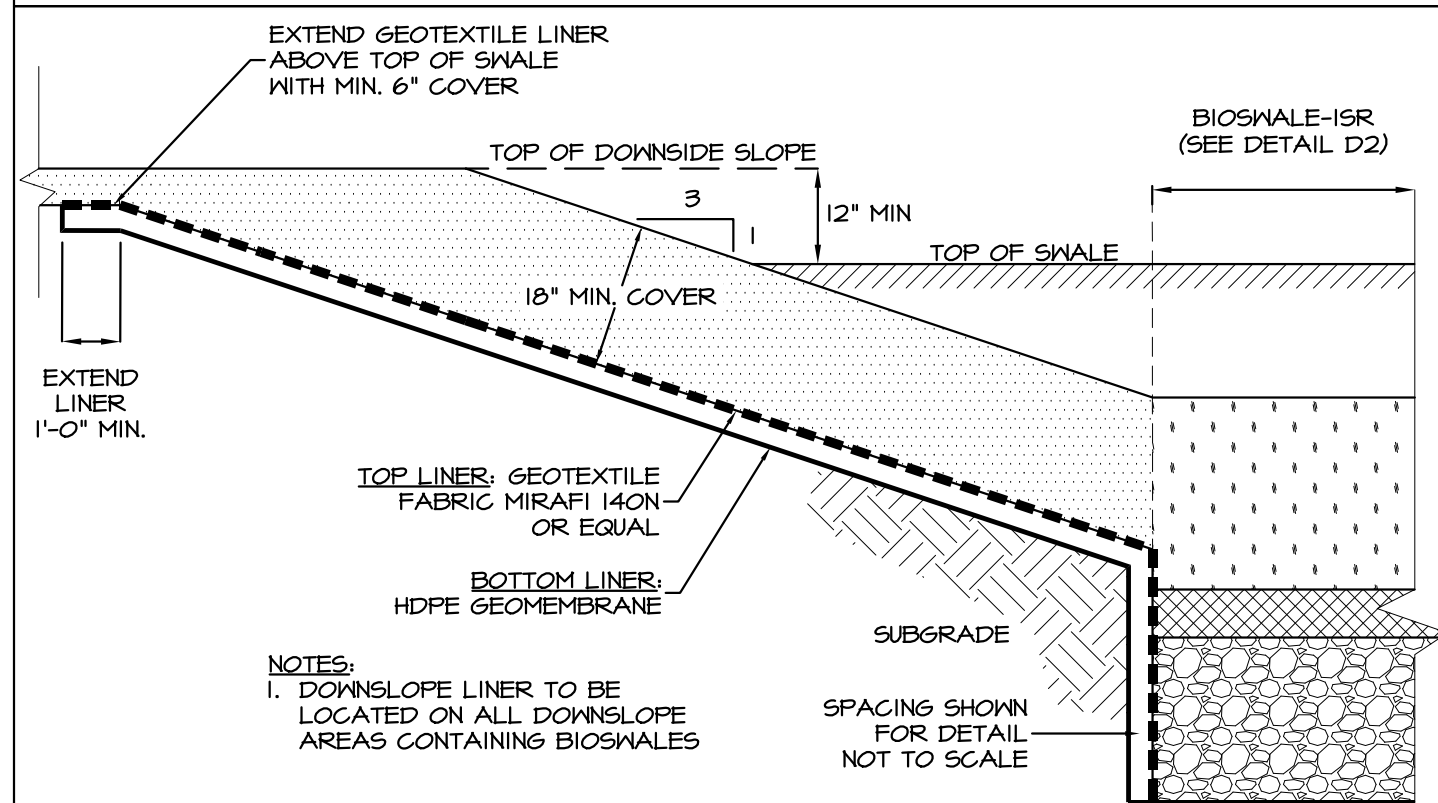 EXTEND GEOTEXTILE LINER
ABOVE TOP OF SWALE
WITH MIN. 6" COVER
BIOSWALE-ISR
(SEE DETAIL D2)
TOP OF DOWNSIDE SLOPE
3
1
12" MIN
TOP OF SWALE
18" MIN. COVER
EXTEND
LINER
1'-0" MIN.
TOP LINER: GEOTEXTILE
FABRIC MIRAFI 140N
OR EQUAL
BOTTOM LINER:
HDPE GEOMEMBRANE
SUBGRADE
NOTES:
1. DOWNSLOPE LINER TO BE
LOCATED ON ALL DOWNSLOPE
AREAS CONTAINING BIOSWALES
SPACING SHOWN
FOR DETAIL
NOT TO SCALE